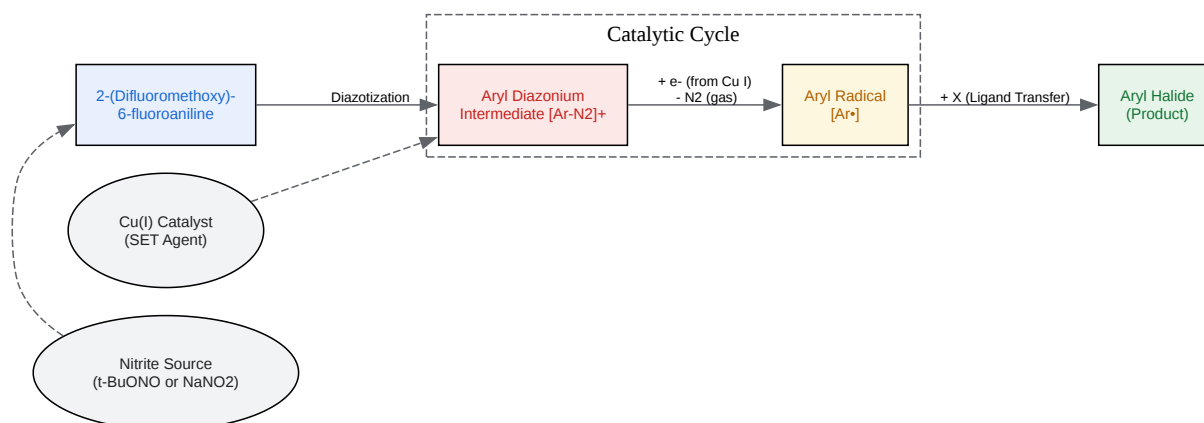 Catalytic Cycle
2-(Difluoromethoxy)-
6-fluoroaniline
Diazotization
Aryl Diazonium
Intermediate [Ar-N2]+
+ e- (from Cu I)
- N2 (gas)
Aryl Radical
[Ar•]
+ X (Ligand Transfer)
Aryl Halide
(Product)
Cu(I) Catalyst
(SET Agent)
Nitrite Source
(t-BuONO or NaNO2)